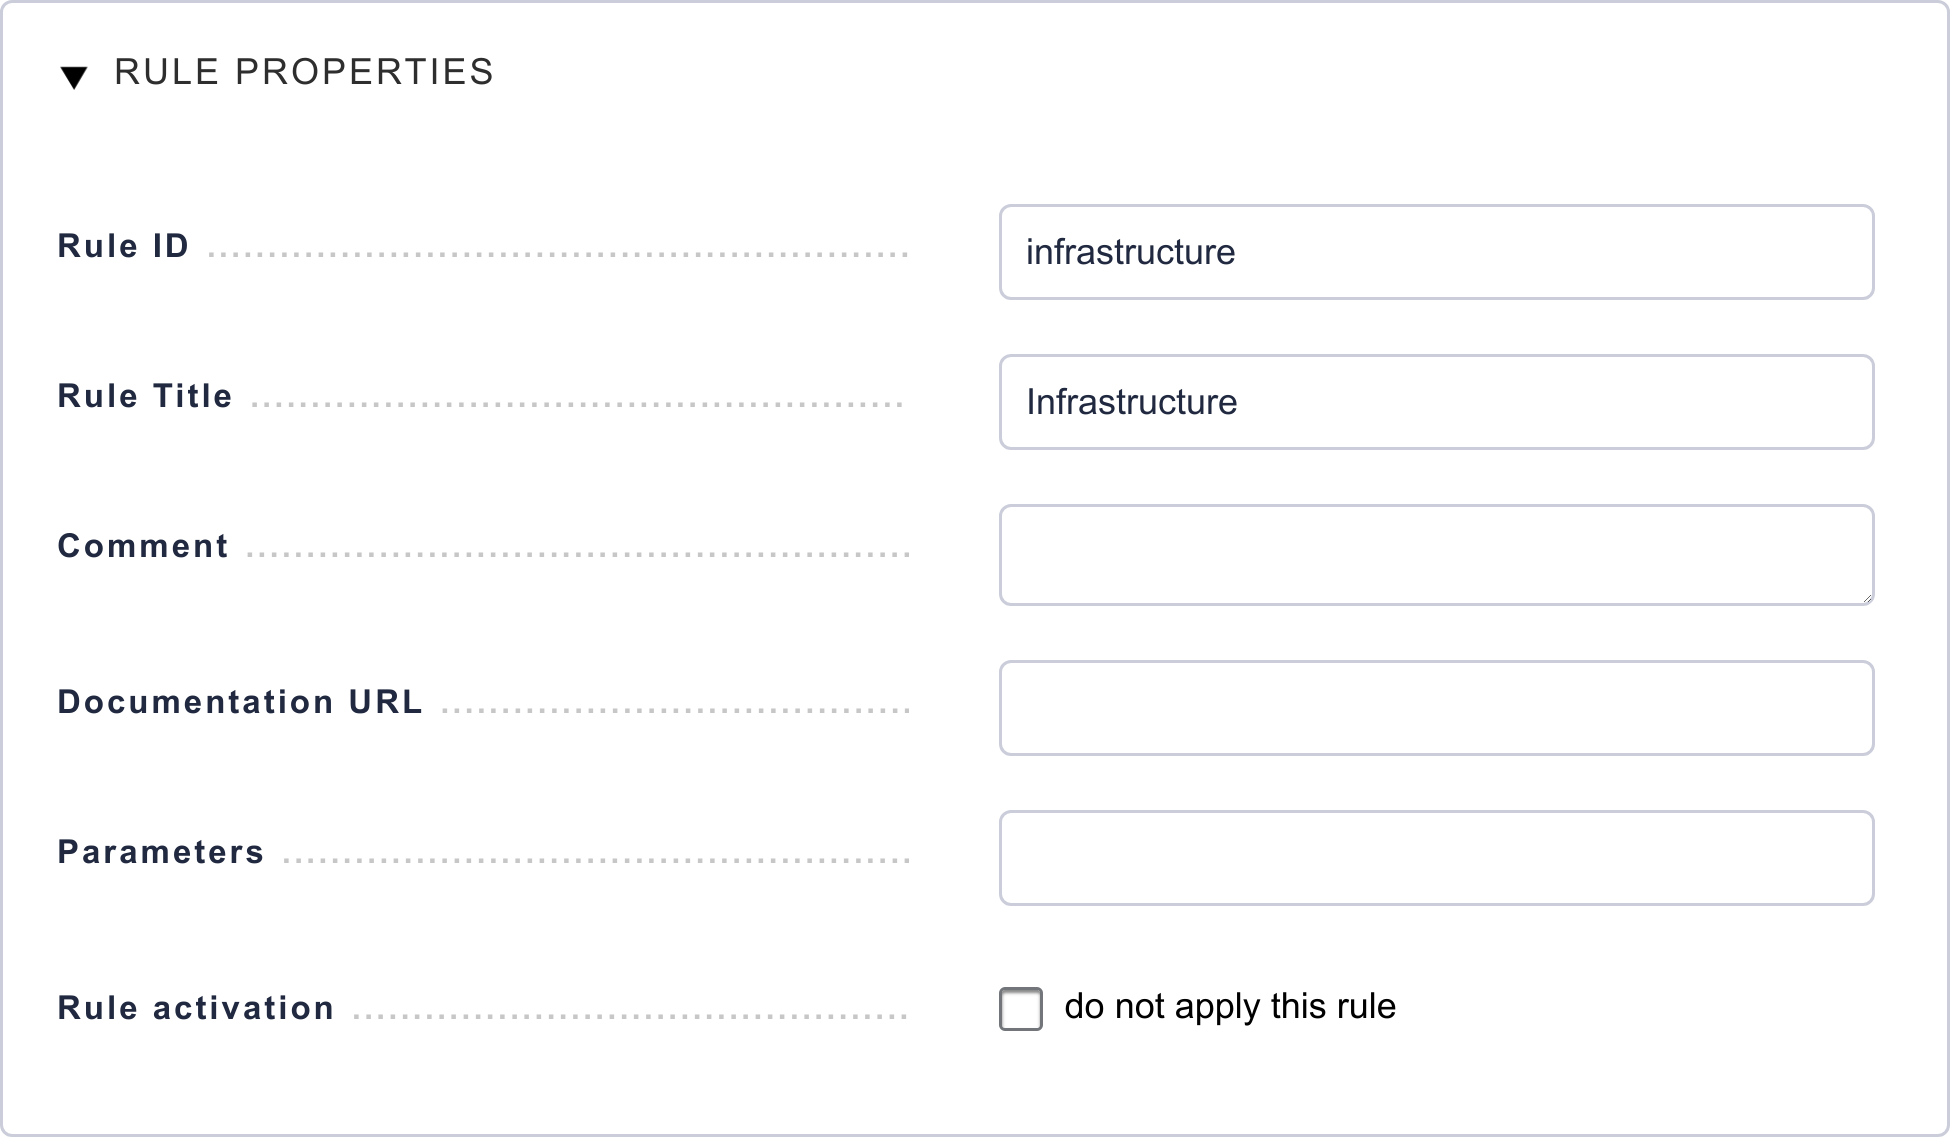 ▼ RULE PROPERTIES
Rule ID infrastructure
Rule Title Infrastructure
Comment
Documentation URL
Parameters
Rule activation do not apply this rule